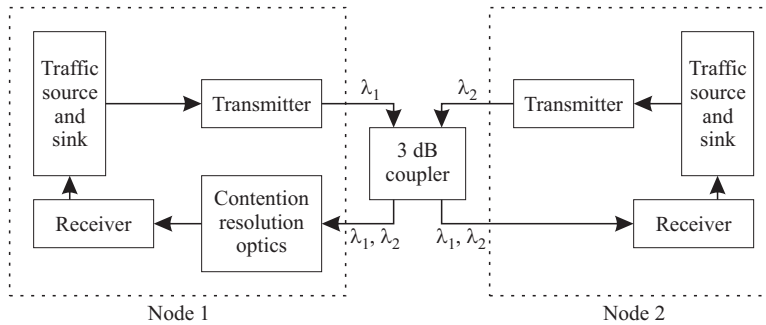 Traffic
source
and
sink
Transmitter
λ1
λ2
Transmitter
Traffic
source
and
sink
3 dB
coupler
Receiver
Contention
resolution
optics
λ1, λ2
λ1, λ2
Receiver
Node 1
Node 2